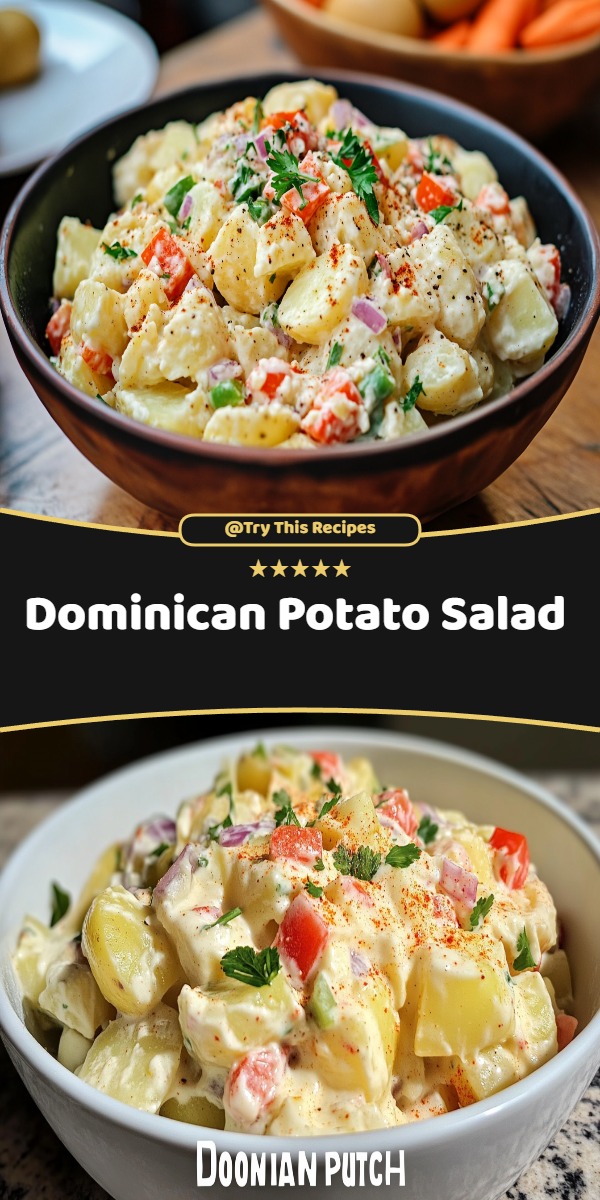 @Try This Recipes
★★★★★
Dominican Potato Salad
DOONIAN PUTCH